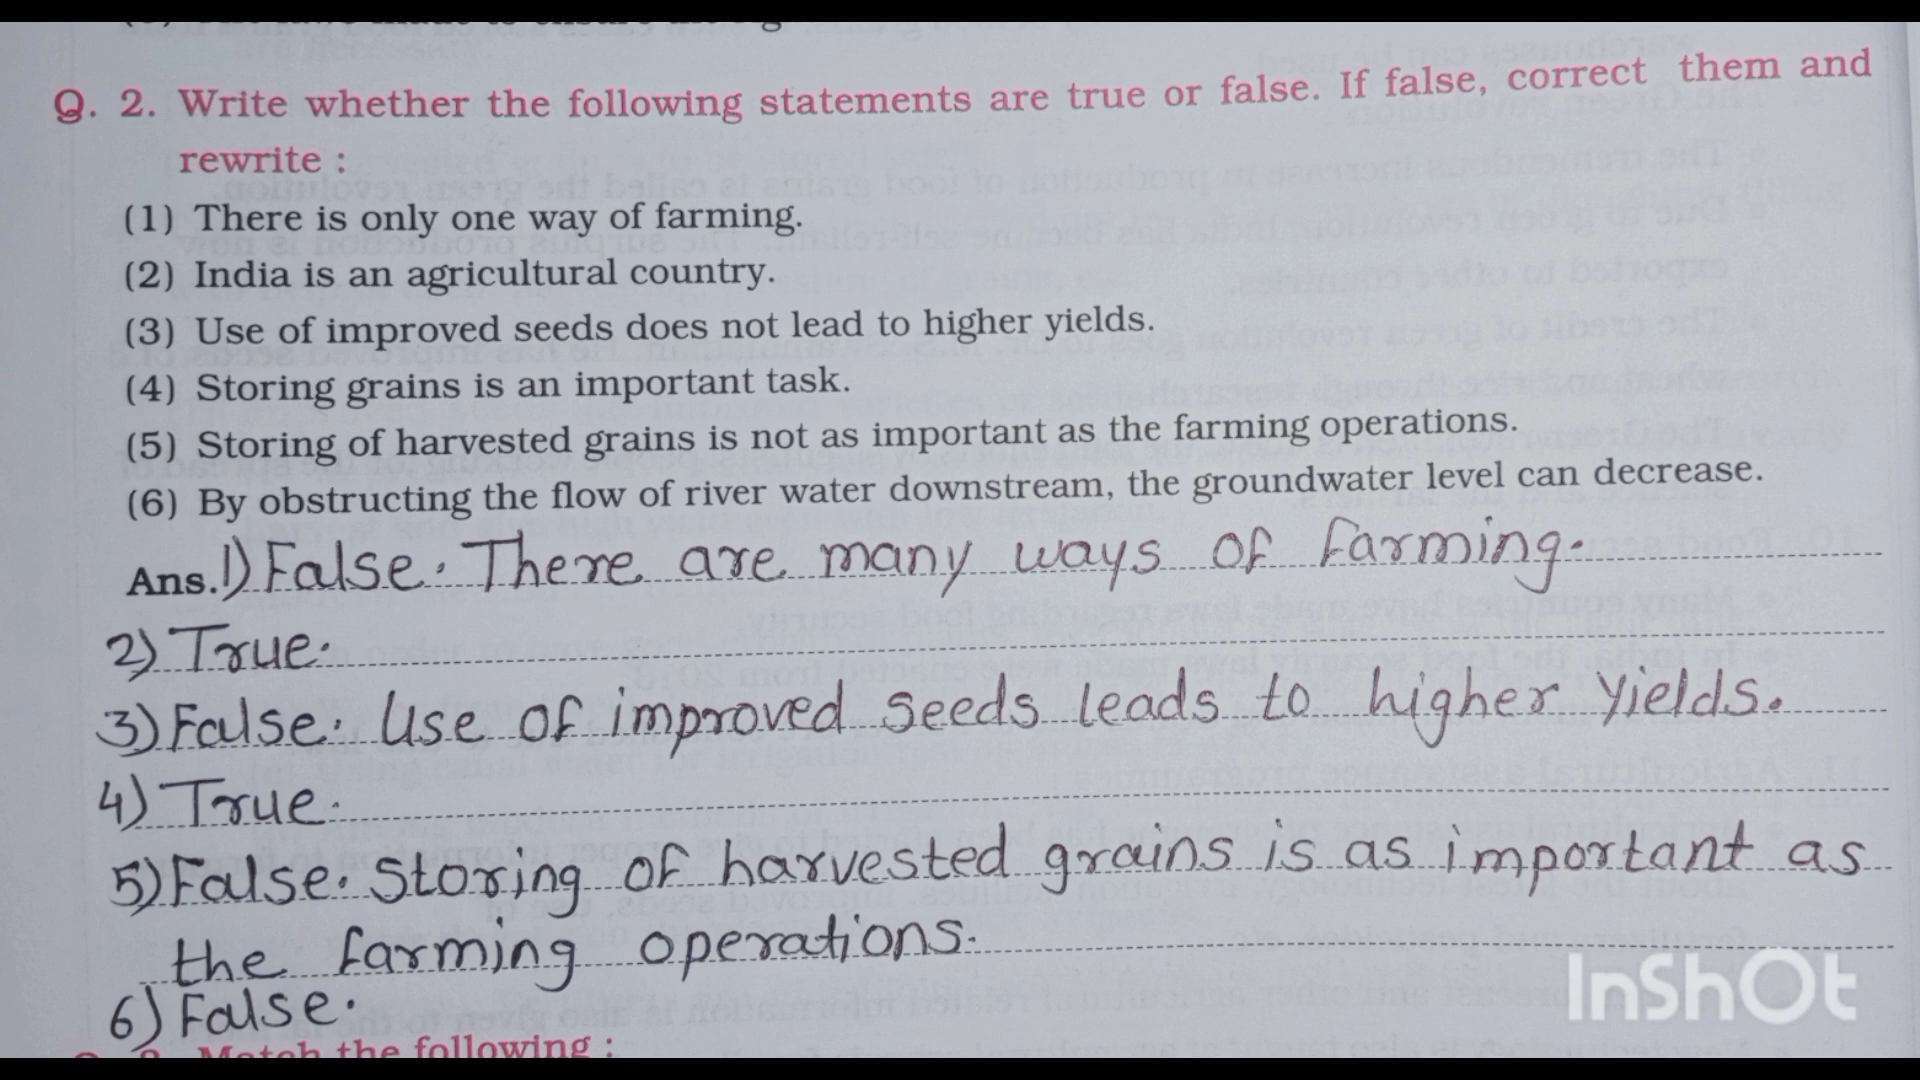 Q. 2. Write whether the following statements are true or false. If false, correct them and
rewrite :
(1) There is only one way of farming.
(2) India is an agricultural country.
(3) Use of improved seeds does not lead to higher yields.
(4) Storing grains is an important task.
(5) Storing of harvested grains is not as important as the farming operations.
(6) By obstructing the flow of river water downstream, the groundwater level can decrease.
Ans. 1) False. There are many ways of farming.
2) True.
3) False. Use of improved seeds leads to higher yields.
4) True.
5) False. Storing of harvested grains is as important as
the farming operations.
6) False.
Match the following :
InShOt